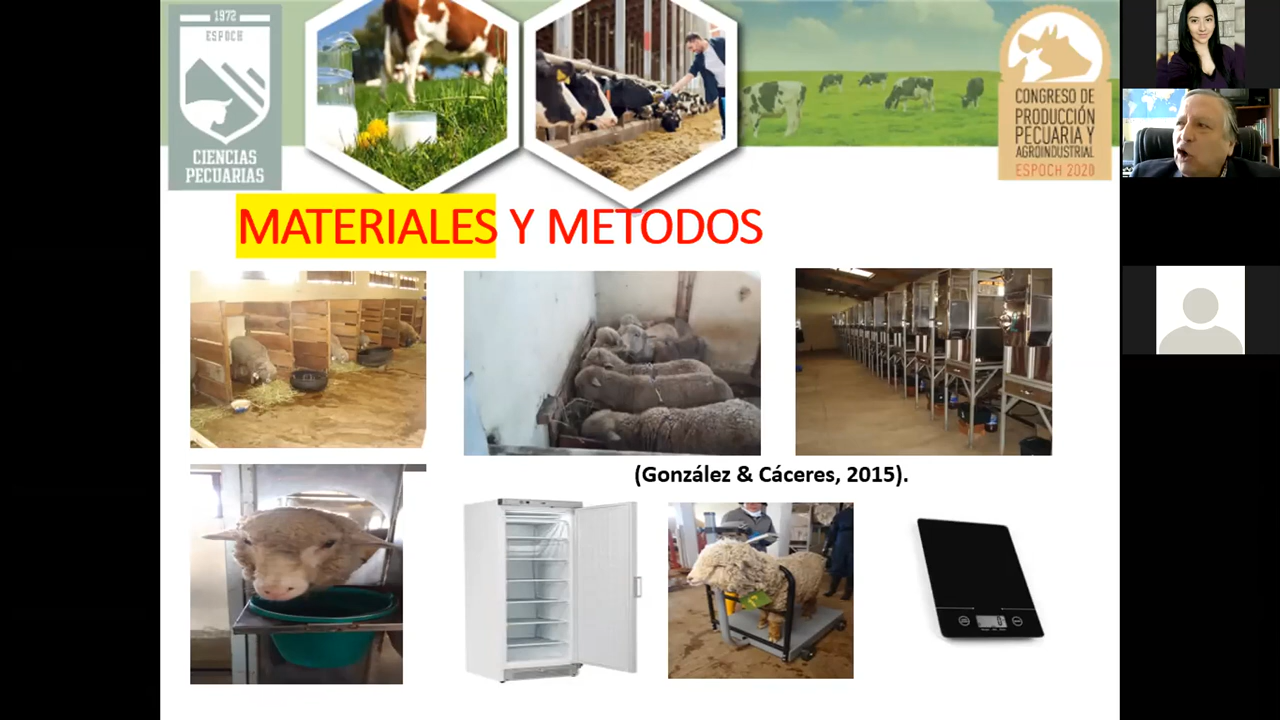 1972
ESPOCH
CIENCIAS
PECUARIAS
CONGRESO DE
PRODUCCIÓN
PECUARIA Y
AGROINDUSTRIAL
ESPOCH 2020
MATERIALES Y METODOS
(González & Cáceres, 2015).